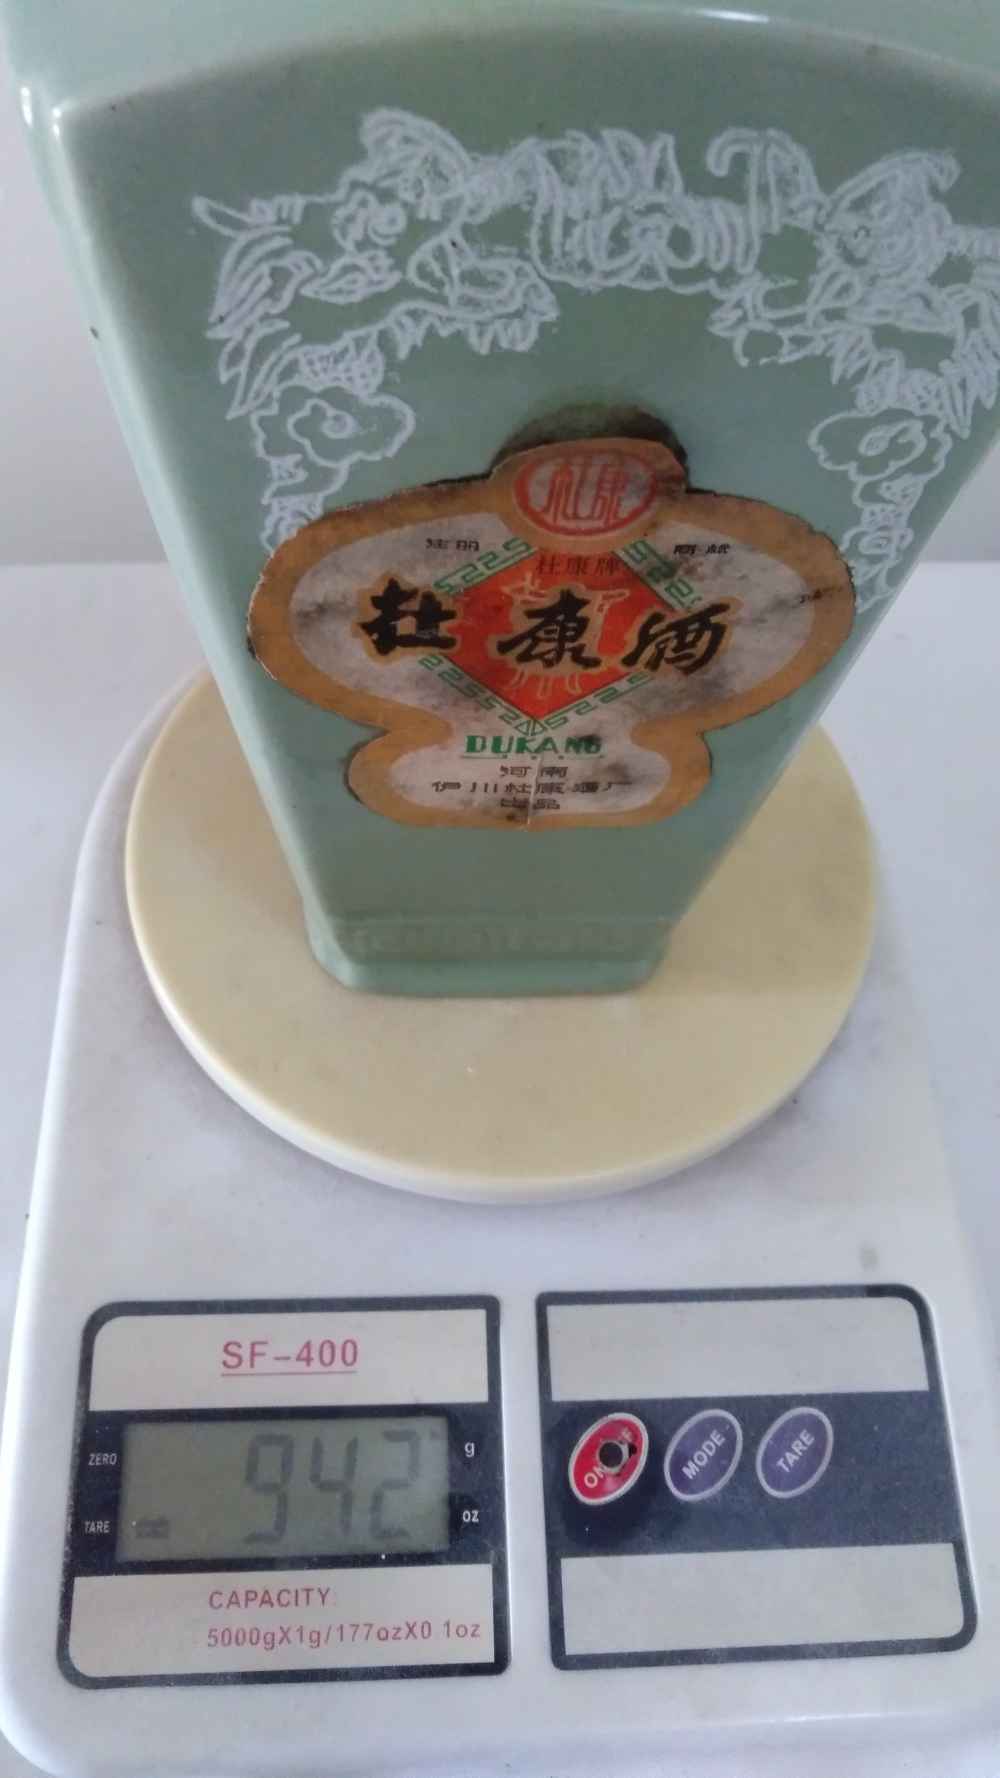 杜康
注册 商标
杜康牌
杜康酒
DUKANG
河南
伊川杜康酒厂
出品
SF-400
ZERO
TARE
942
g
oz
ON/OFF
MODE
TARE
CAPACITY:
5000gX1g/177ozX0.1oz